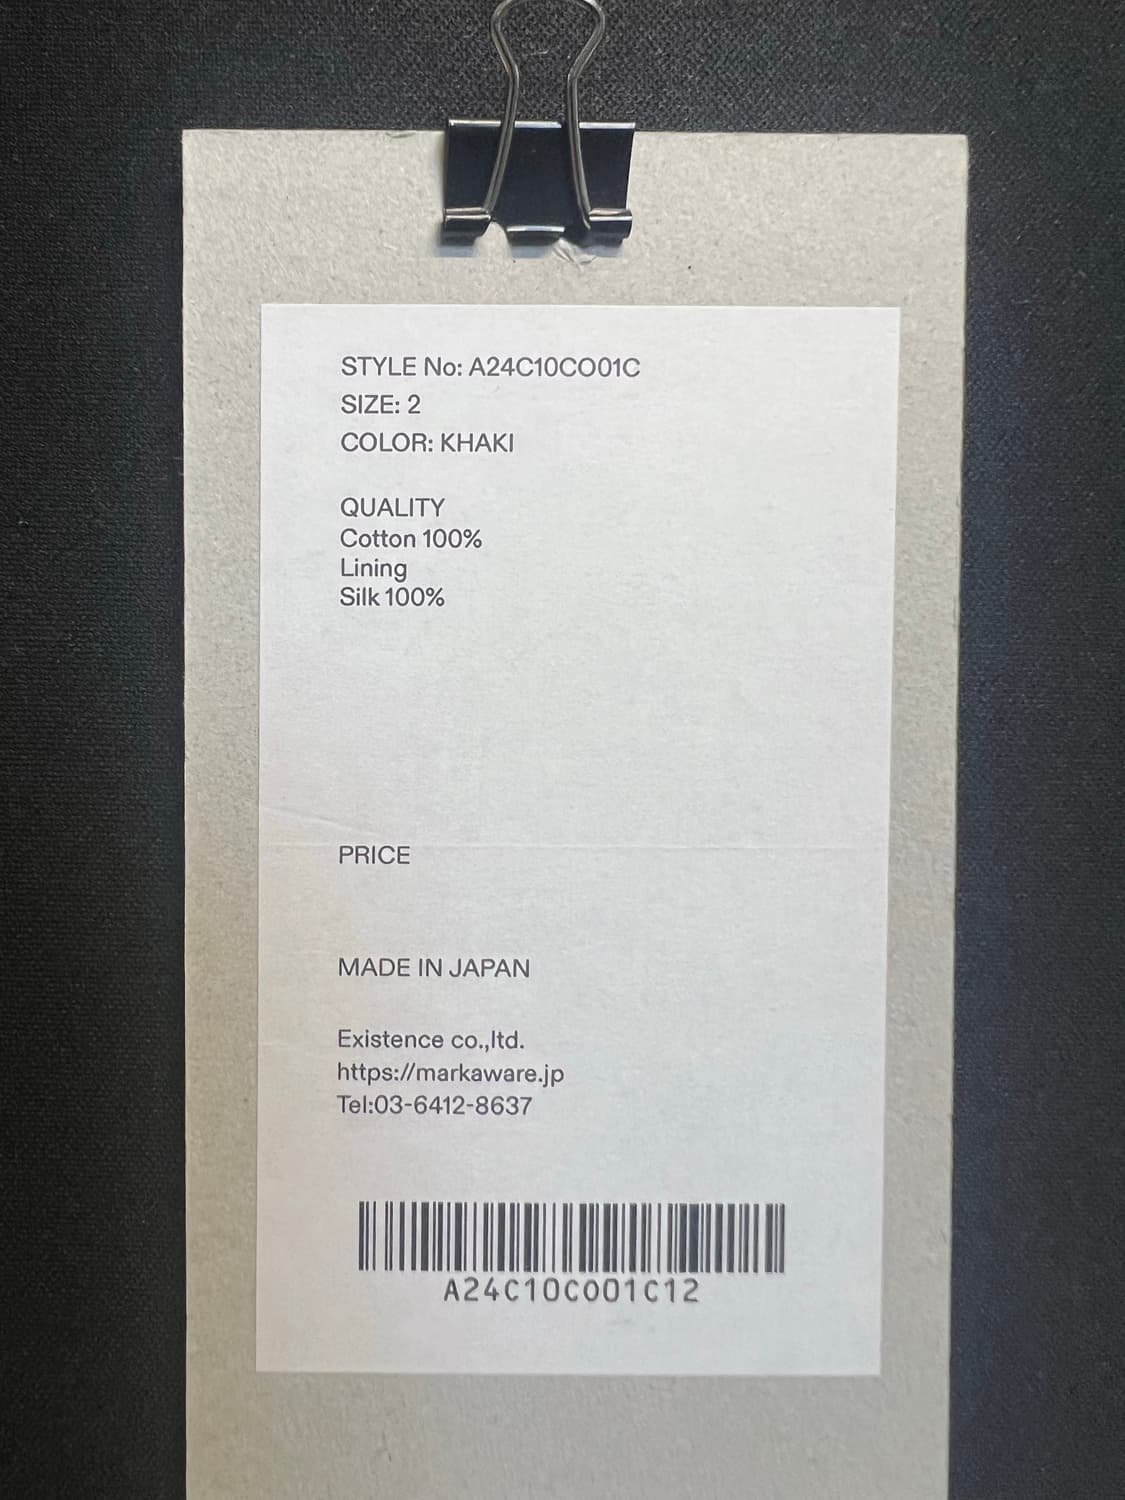 STYLE No: A24C10CO01C
SIZE: 2
COLOR: KHAKI
QUALITY
Cotton 100%
Lining
Silk 100%
PRICE
MADE IN JAPAN
Existence co.,ltd.
https://markaware.jp
Tel:03-6412-8637
A24C10CO01C12